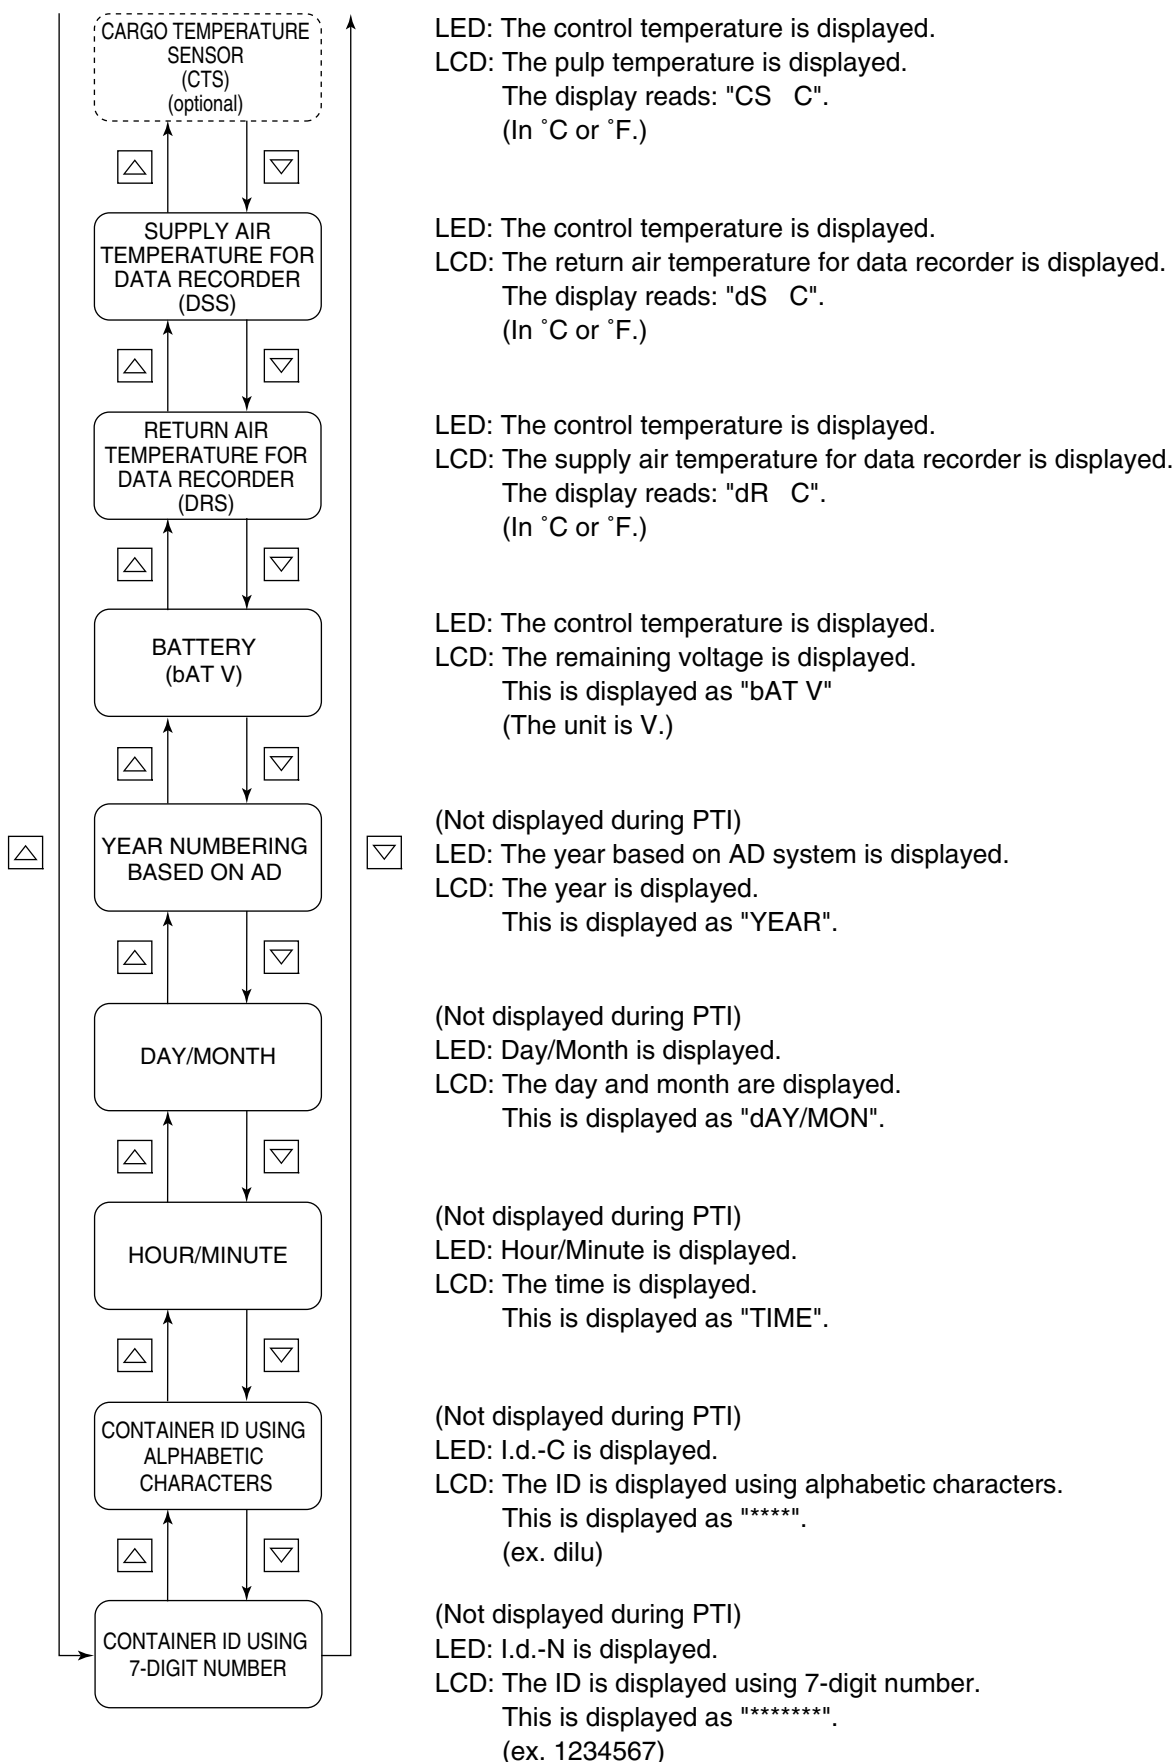 CARGO TEMPERATURE
SENSOR
(CTS)
(optional)
LED: The control temperature is displayed.
LCD: The pulp temperature is displayed.
The display reads: "CS   C".
(In ˚C or ˚F.)
SUPPLY AIR
TEMPERATURE FOR
DATA RECORDER
(DSS)
LED: The control temperature is displayed.
LCD: The return air temperature for data recorder is displayed.
The display reads: "dS   C".
(In ˚C or ˚F.)
RETURN AIR
TEMPERATURE FOR
DATA RECORDER
(DRS)
LED: The control temperature is displayed.
LCD: The supply air temperature for data recorder is displayed.
The display reads: "dR   C".
(In ˚C or ˚F.)
BATTERY
(bAT V)
LED: The control temperature is displayed.
LCD: The remaining voltage is displayed.
This is displayed as "bAT V"
(The unit is V.)
YEAR NUMBERING
BASED ON AD
(Not displayed during PTI)
LED: The year based on AD system is displayed.
LCD: The year is displayed.
This is displayed as "YEAR".
DAY/MONTH
(Not displayed during PTI)
LED: Day/Month is displayed.
LCD: The day and month are displayed.
This is displayed as "dAY/MON".
HOUR/MINUTE
(Not displayed during PTI)
LED: Hour/Minute is displayed.
LCD: The time is displayed.
This is displayed as "TIME".
CONTAINER ID USING
ALPHABETIC
CHARACTERS
(Not displayed during PTI)
LED: I.d.-C is displayed.
LCD: The ID is displayed using alphabetic characters.
This is displayed as "****".
(ex. dilu)
CONTAINER ID USING
7-DIGIT NUMBER
(Not displayed during PTI)
LED: I.d.-N is displayed.
LCD: The ID is displayed using 7-digit number.
This is displayed as "*******".
(ex. 1234567)